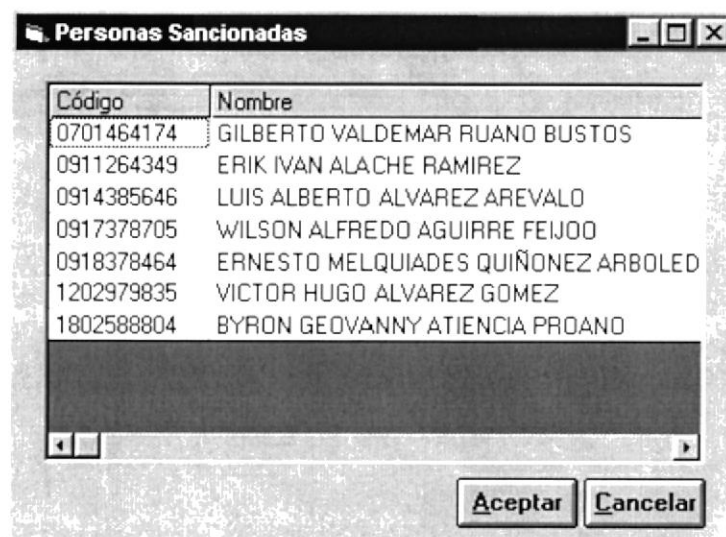 Personas Sancionadas
Código Nombre
0701464174 GILBERTO VALDEMAR RUANO BUSTOS
0911264349 ERIK IVAN ALACHE RAMIREZ
0914385646 LUIS ALBERTO ALVAREZ AREVALO
0917378705 WILSON ALFREDO AGUIRRE FEIJOO
0918378464 ERNESTO MELQUIADES QUIÑONEZ ARBOLED
1202979835 VICTOR HUGO ALVAREZ GOMEZ
1802588804 BYRON GEOVANNY ATIENCIA PROANO
Aceptar Cancelar